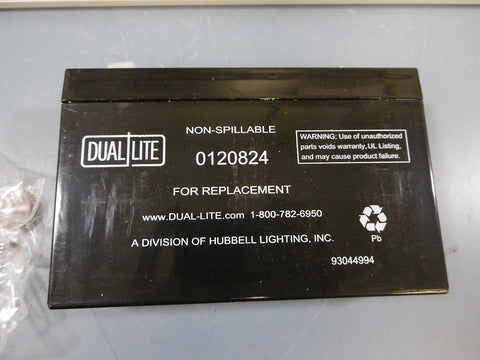 NON-SPILLABLE
DUAL LITE
0120824
WARNING: Use of unauthorized
parts voids warranty, UL Listing,
and may cause product failure.
FOR REPLACEMENT
www.DUAL-LITE.com 1-800-782-6950
A DIVISION OF HUBBELL LIGHTING, INC.
Pb
93044994